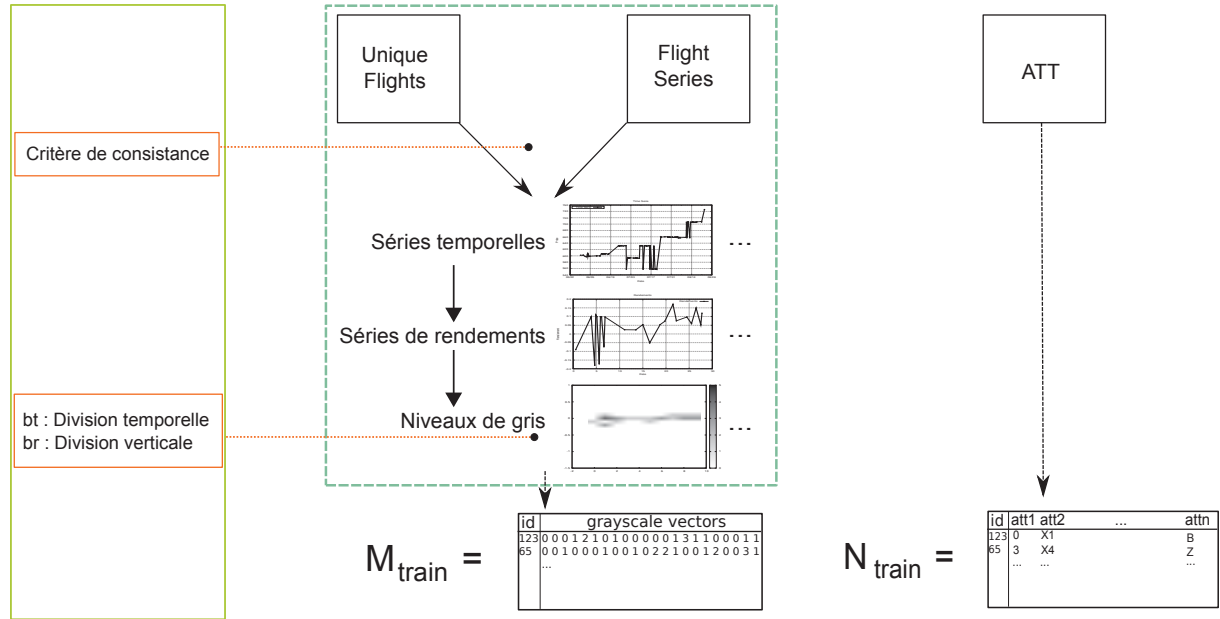 Unique
Flights
Flight
Series
ATT
Critère de consistance
Séries temporelles
...
Séries de rendements
...
bt : Division temporelle
br : Division verticale
Niveaux de gris
...
M train =
id grayscale vectors
123 0 0 0 1 2 1 0 1 0 0 0 0 1 3 1 1 0 0 0 1 1
65 0 0 1 0 0 0 1 0 0 1 0 2 2 1 0 0 1 2 0 0 3 1
...
N train =
id att1 att2 ... attn
123 0 X1 B
65 3 X4 Z
... ... ...